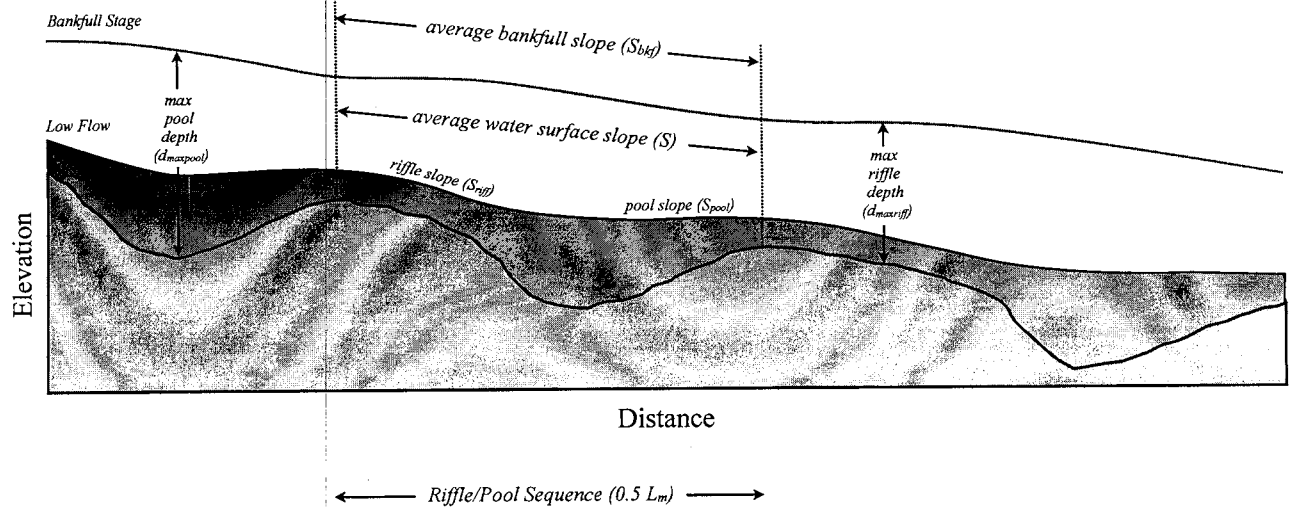 Bankfull Stage
average bankfull slope (Sbkf)
max
pool
depth
(dmaxpool)
Low Flow
average water surface slope (S)
max
riffle
depth
(dmaxriff)
riffle slope (Sriff)
pool slope (Spool)
Elevation
Distance
Riffle/Pool Sequence (0.5 Lm)